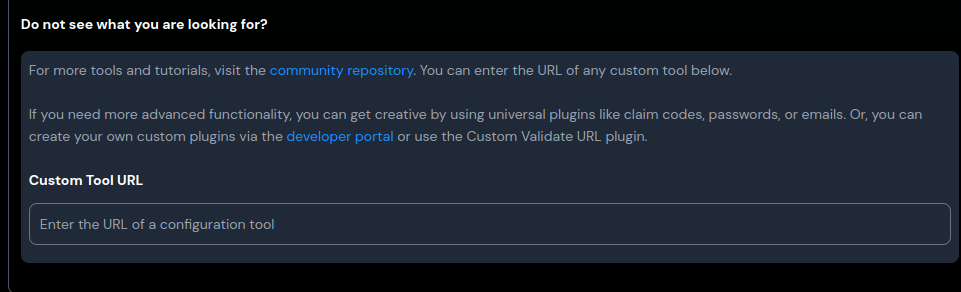 Do not see what you are looking for?
For more tools and tutorials, visit the community repository. You can enter the URL of any custom tool below.
If you need more advanced functionality, you can get creative by using universal plugins like claim codes, passwords, or emails. Or, you can
create your own custom plugins via the developer portal or use the Custom Validate URL plugin.
Custom Tool URL
Enter the URL of a configuration tool